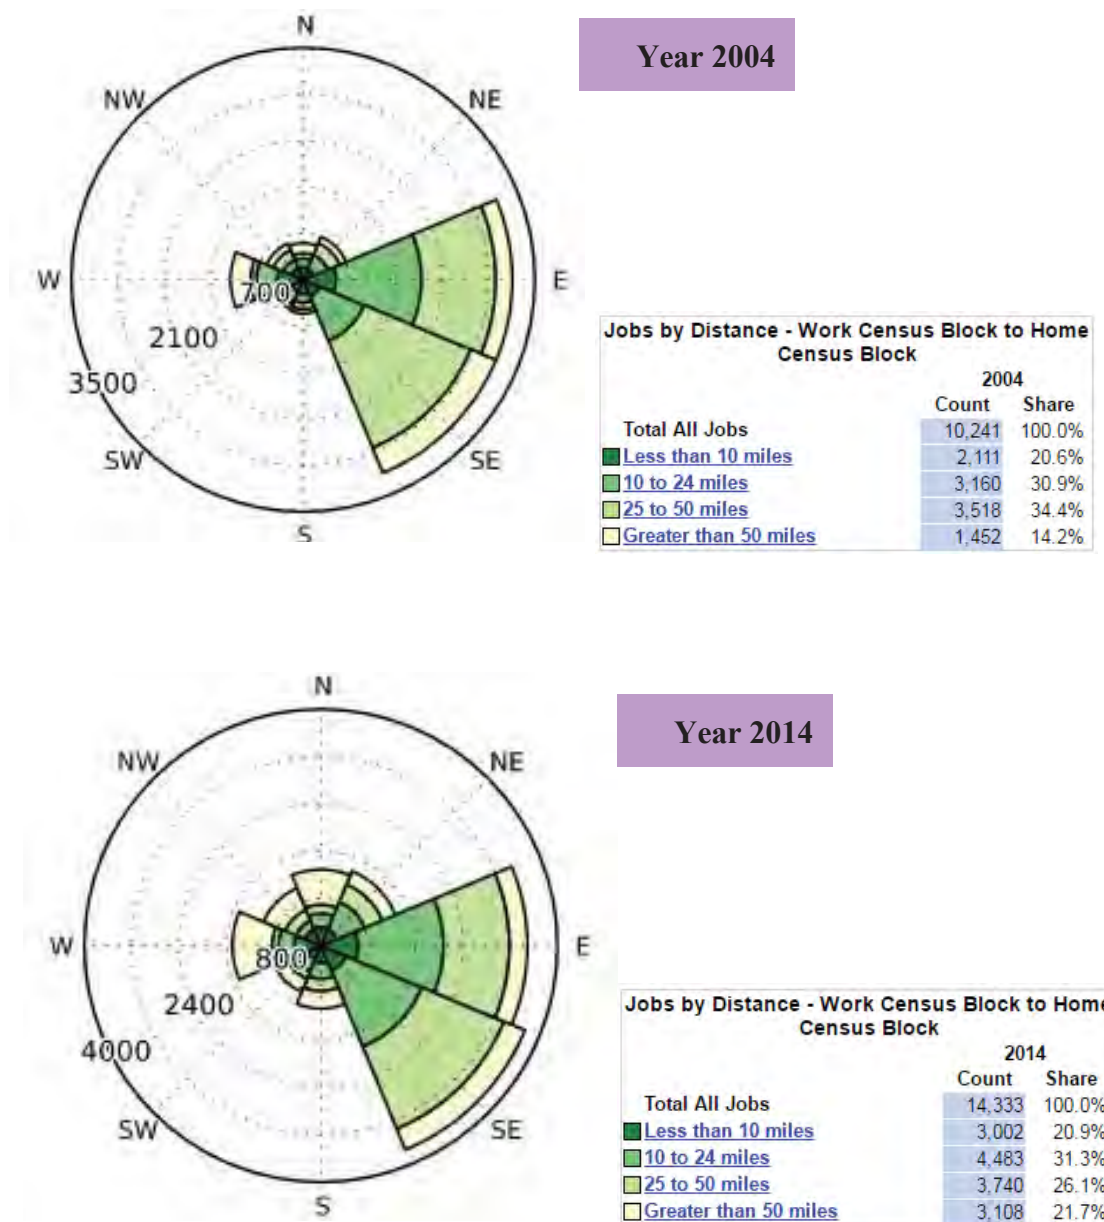 N
Year 2004
NW
NE
W
E
700
2100
3500
SW
SE
S
Jobs by Distance - Work Census Block to Home
Census Block
2004
Count Share
Total All Jobs 10,241 100.0%
Less than 10 miles 2,111 20.6%
10 to 24 miles 3,160 30.9%
25 to 50 miles 3,518 34.4%
Greater than 50 miles 1,452 14.2%
N
Year 2014
NW
NE
W
E
800
2400
4000
SW
SE
S
Jobs by Distance - Work Census Block to Home
Census Block
2014
Count Share
Total All Jobs 14,333 100.0%
Less than 10 miles 3,002 20.9%
10 to 24 miles 4,483 31.3%
25 to 50 miles 3,740 26.1%
Greater than 50 miles 3,108 21.7%